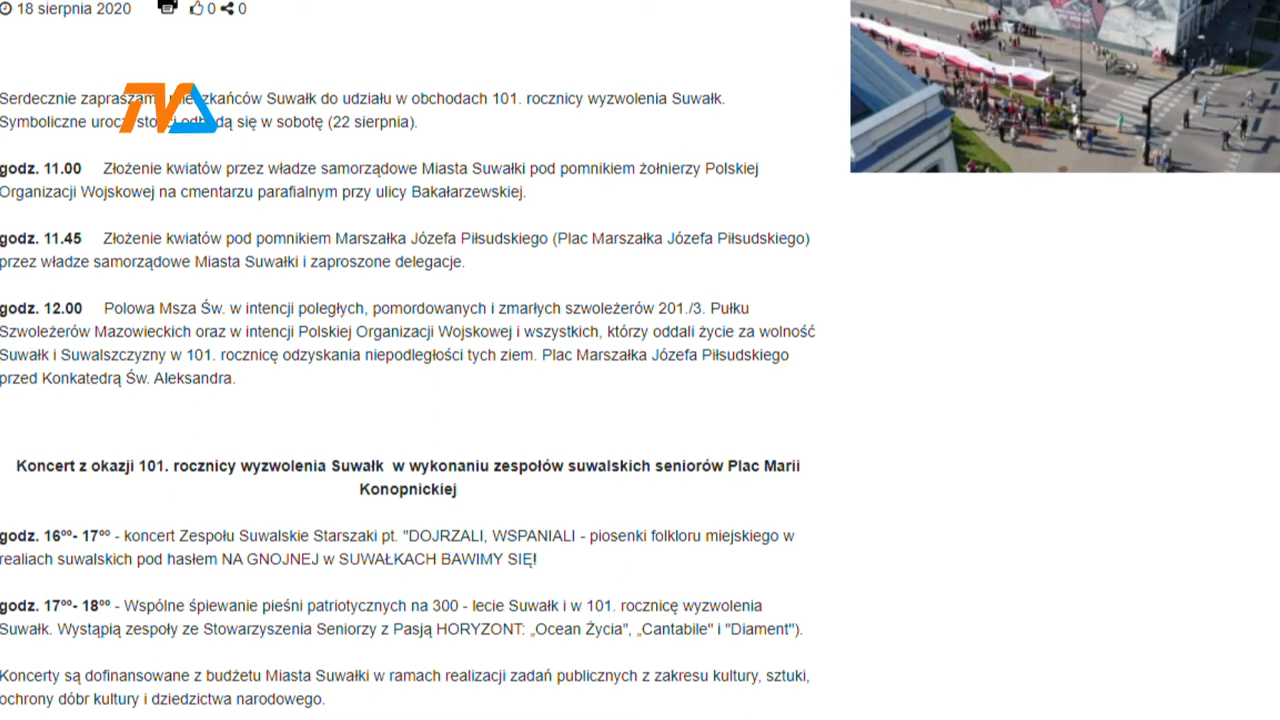 18 sierpnia 2020 0 0
Serdecznie zapraszamy mieszkańców Suwałk do udziału w obchodach 101. rocznicy wyzwolenia Suwałk.
Symboliczne uroczystości odbędą się w sobotę (22 sierpnia).
godz. 11.00 Złożenie kwiatów przez władze samorządowe Miasta Suwałki pod pomnikiem żołnierzy Polskiej
Organizacji Wojskowej na cmentarzu parafialnym przy ulicy Bakałarzewskiej.
godz. 11.45 Złożenie kwiatów pod pomnikiem Marszałka Józefa Piłsudskiego (Plac Marszałka Józefa Piłsudskiego)
przez władze samorządowe Miasta Suwałki i zaproszone delegacje.
godz. 12.00 Polowa Msza Św. w intencji poległych, pomordowanych i zmarłych szwoleżerów 201./3. Pułku
Szwoleżerów Mazowieckich oraz w intencji Polskiej Organizacji Wojskowej i wszystkich, którzy oddali życie za wolność
Suwałk i Suwalszczyzny w 101. rocznicę odzyskania niepodległości tych ziem. Plac Marszałka Józefa Piłsudskiego
przed Konkatedrą Św. Aleksandra.
Koncert z okazji 101. rocznicy wyzwolenia Suwałk w wykonaniu zespołów suwalskich seniorów Plac Marii
Konopnickiej
godz. 16ºº- 17ºº - koncert Zespołu Suwalskie Starszaki pt. "DOJRZALI, WSPANIALI - piosenki folkloru miejskiego w
realiach suwalskich pod hasłem NA GNOJNEJ w SUWAŁKACH BAWIMY SIĘ!
godz. 17ºº- 18ºº - Wspólne śpiewanie pieśni patriotycznych na 300 - lecie Suwałk i w 101. rocznicę wyzwolenia
Suwałk. Wystąpią zespoły ze Stowarzyszenia Seniorzy z Pasją HORYZONT: „Ocean Życia", „Cantabile" i "Diament").
Koncerty są dofinansowane z budżetu Miasta Suwałki w ramach realizacji zadań publicznych z zakresu kultury, sztuki,
ochrony dóbr kultury i dziedzictwa narodowego.